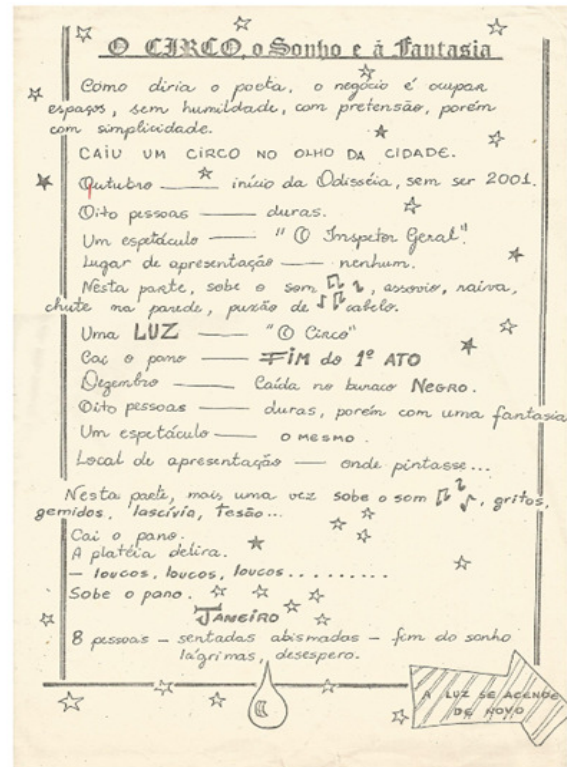 O CIRCO, o Sonho e à Fantasia
Como diria o poeta, o negócio é ocupar
espaços, sem humildade, com pretensão, porém
com simplicidade.
CAIU UM CIRCO NO OLHO DA CIDADE.
Outubro —— início da Odisséia, sem ser 2001.
Oito pessoas —— duras.
Um espetáculo —— "O Inspetor Geral".
Lugar de apresentação —— nenhum.
Nesta parte, sobe o som, assovio, raiva,
chute na parede, puxão de cabelo.
Uma LUZ —— "O Circo"
Cai o pano —— FIM do 1º ATO
Dezembro —— Caída no buraco NEGRO.
Oito pessoas —— duras, porém com uma fantasia
Um espetáculo —— O MESMO.
Local de apresentação —— onde pintasse...
Nesta parte, mais uma vez sobe o som, gritos,
gemidos, lascívia, Tesão...
Cai o pano.
A platéia delira.
— loucos, loucos, loucos.........
Sobe o pano.
JANEIRO
8 pessoas – sentadas abismadas – fim do sonho
lágrimas, desespero.
A LUZ SE ACENDE
DE NOVO